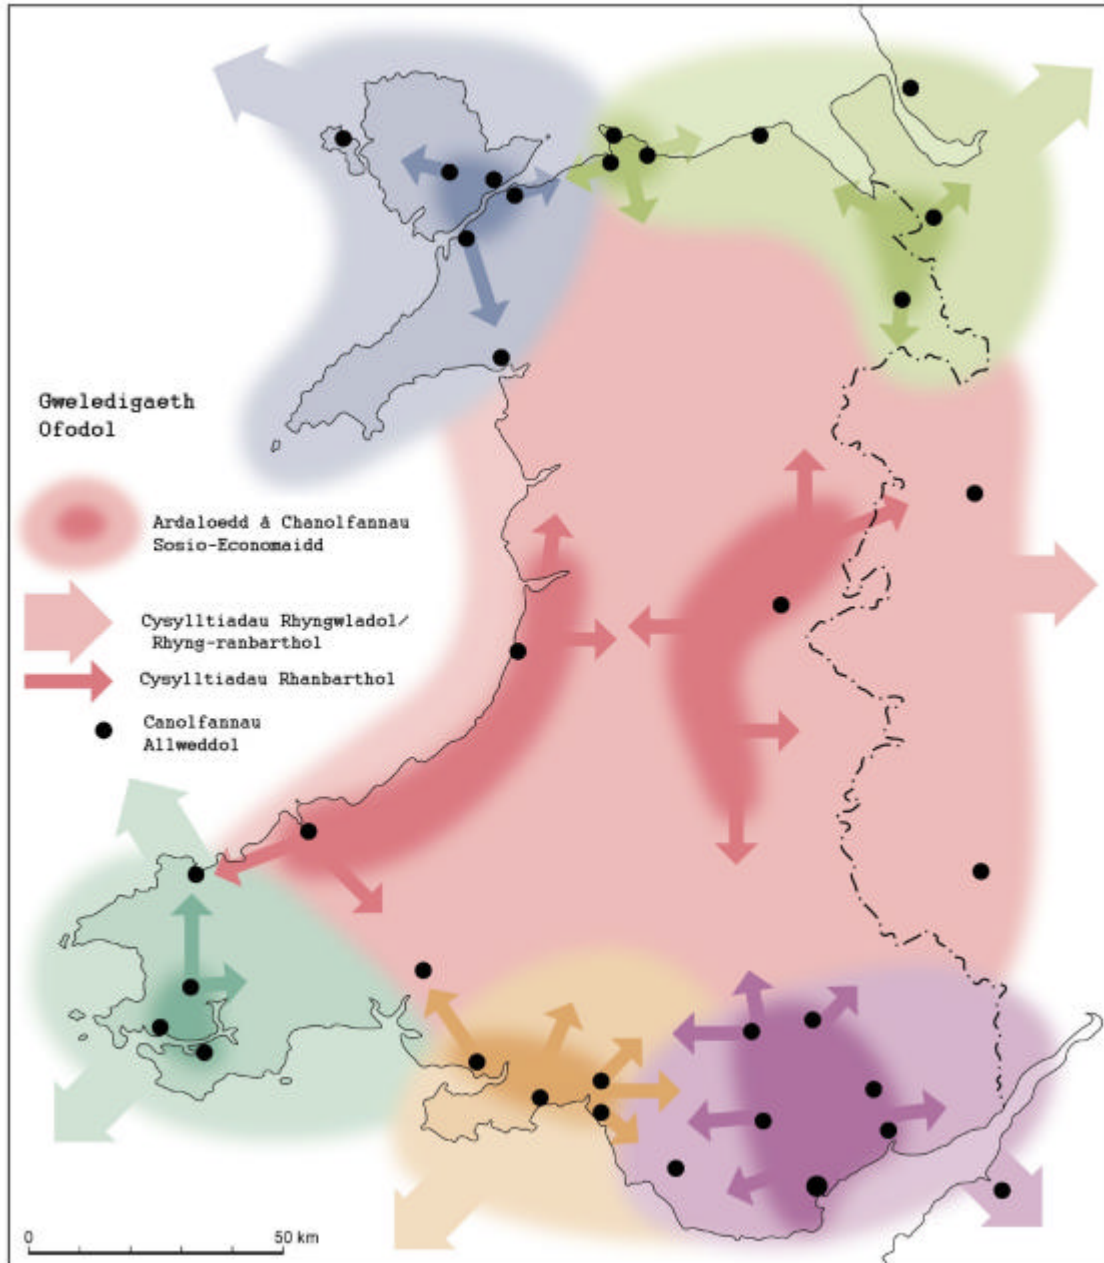 Gweledigaeth
Ofodol
Ardaloedd & Chanolfannau
Sosio-Economaidd
Cysylltiadau Rhyngwladol/
Rhyng-ranbarthol
Cysylltiadau Rhanbarthol
Canolfannau
Allweddol
0 50 km